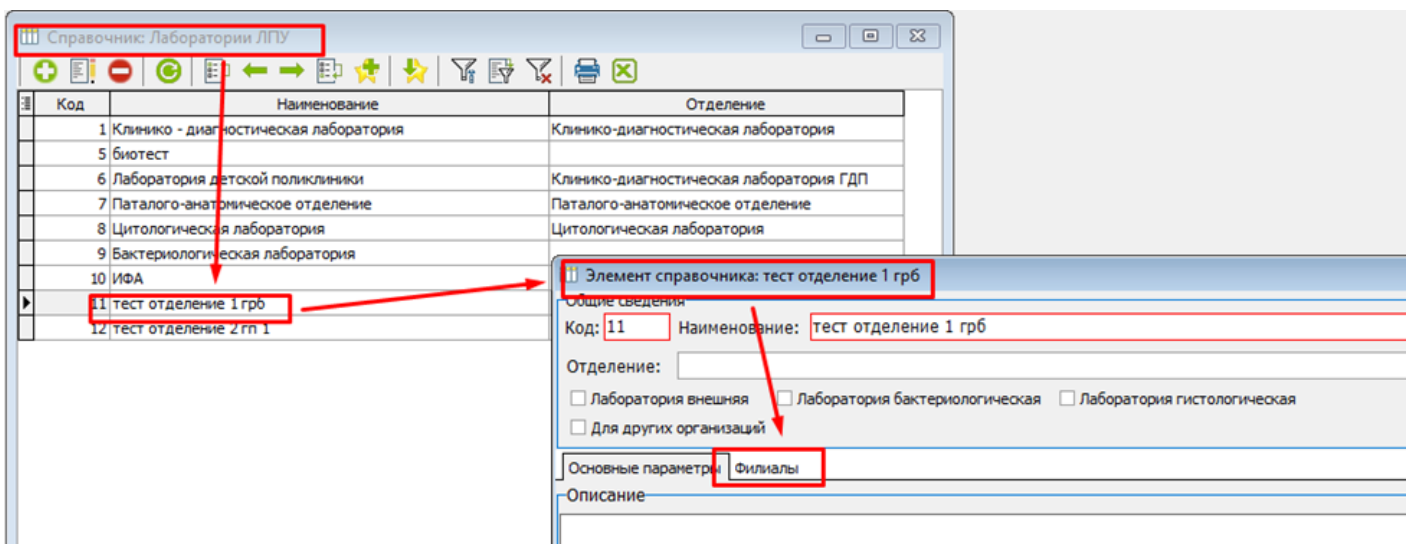 Справочник: Лаборатории ЛПУ
Код Наименование Отделение
1 Клинико - диагностическая лаборатория Клинико-диагностическая лаборатория
5 биотест
6 Лаборатория детской поликлиники Клинико-диагностическая лаборатория ГДП
7 Паталого-анатомическое отделение Паталого-анатомическое отделение
8 Цитологическая лаборатория Цитологическая лаборатория
9 Бактериологическая лаборатория
10 ИФА
11 тест отделение 1 грб
12 тест отделение 2 гп 1
Элемент справочника: тест отделение 1 грб
Общие сведения
Код: 11 Наименование: тест отделение 1 грб
Отделение:
Лаборатория внешняя Лаборатория бактериологическая Лаборатория гистологическая
Для других организаций
Основные параметры Филиалы
Описание